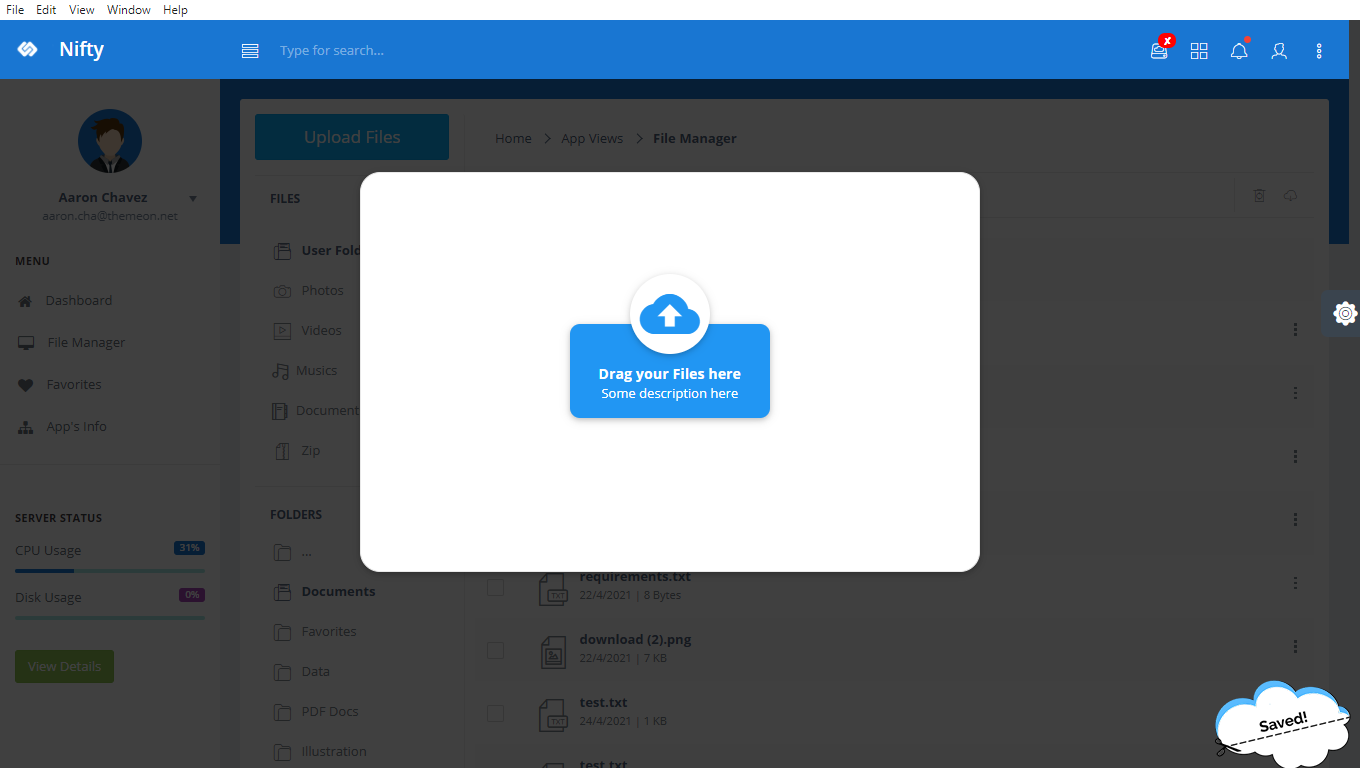 File Edit View Window Help
Nifty
Type for search...
x
Aaron Chavez
aaron.cha@themeon.net
MENU
Dashboard
File Manager
Favorites
App's Info
SERVER STATUS
CPU Usage 31%
Disk Usage 0%
View Details
Upload Files
Home App Views File Manager
FILES
User Fold
Photos
Videos
Musics
Document
Zip
FOLDERS
...
Documents
Favorites
Data
PDF Docs
Illustration
Drag your Files here
Some description here
TXT
requirements.txt
22/4/2021 | 8 Bytes
download (2).png
22/4/2021 | 7 KB
TXT
test.txt
24/4/2021 | 1 KB
test.txt
Saved!